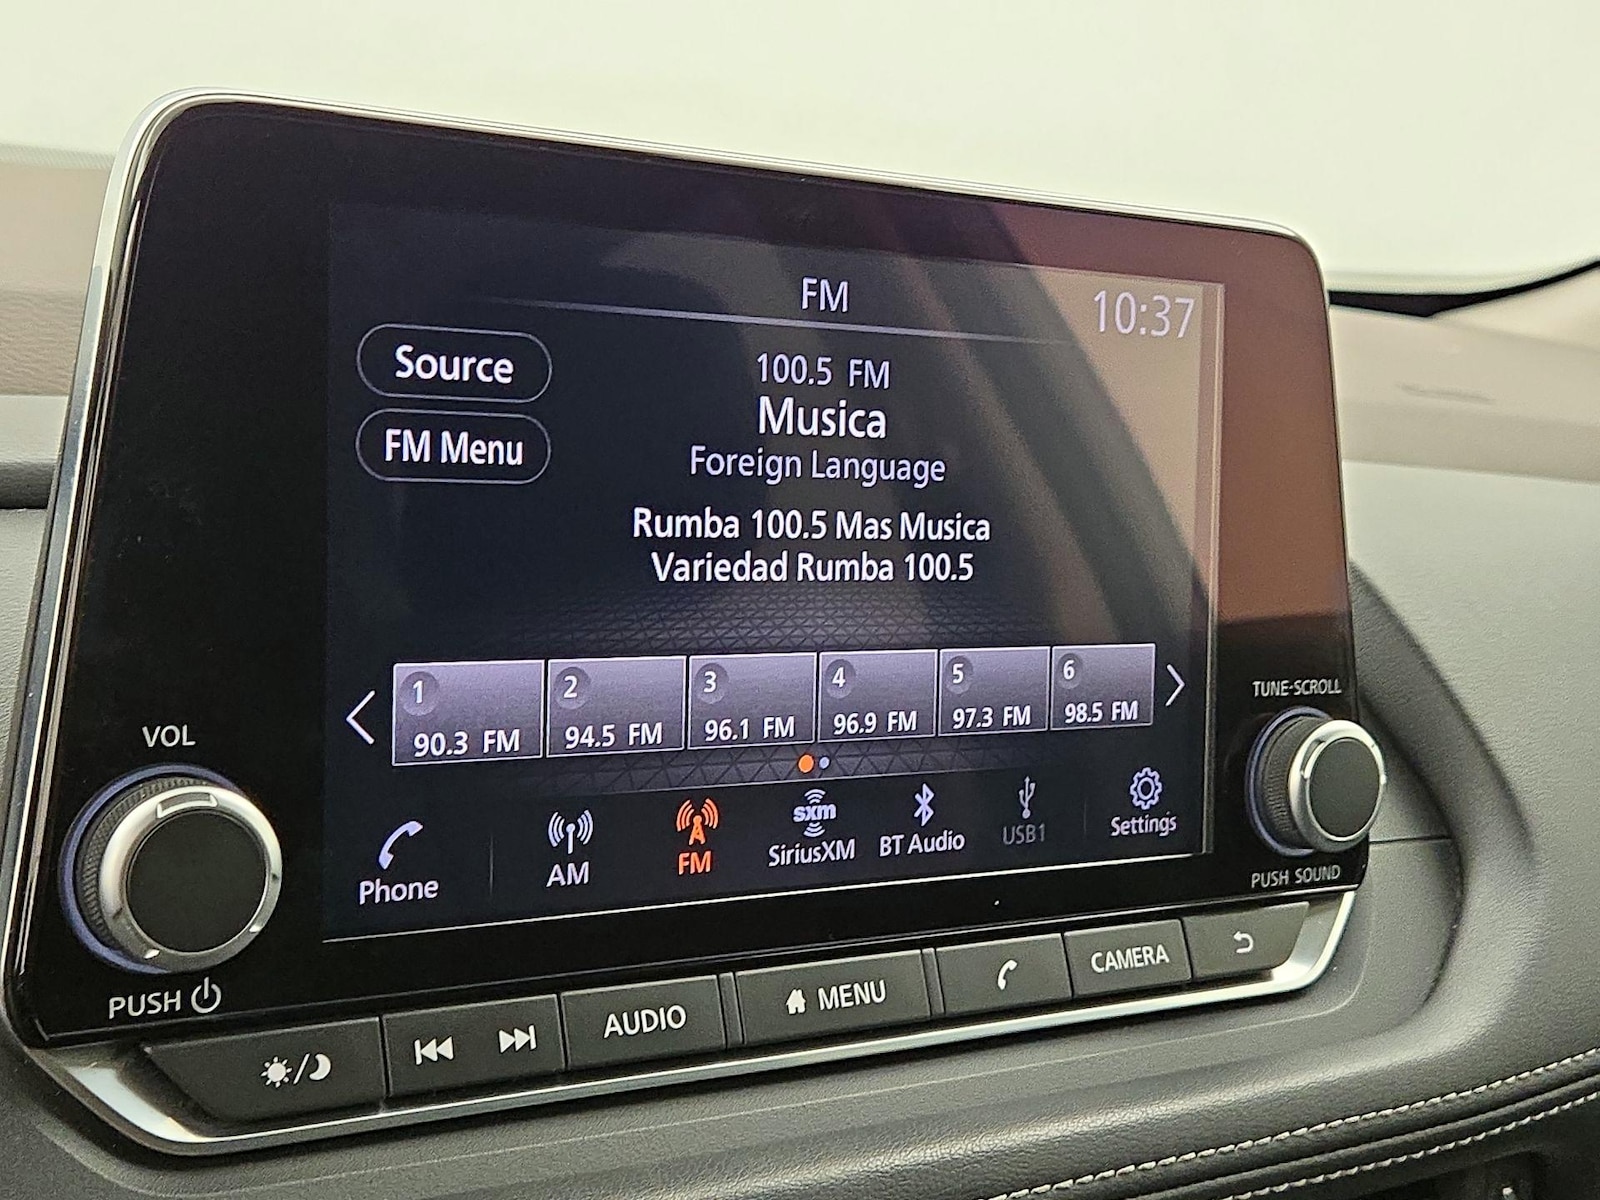 FM
10:37
Source
100.5 FM
Musica
FM Menu
Foreign Language
Rumba 100.5 Mas Musica
Variedad Rumba 100.5
1
90.3 FM
2
94.5 FM
3
96.1 FM
4
96.9 FM
5
97.3 FM
6
98.5 FM
VOL
TUNE·SCROLL
Phone
AM
FM
sxm
SiriusXM
BT Audio
USB1
Settings
PUSH
PUSH SOUND
AUDIO
MENU
CAMERA